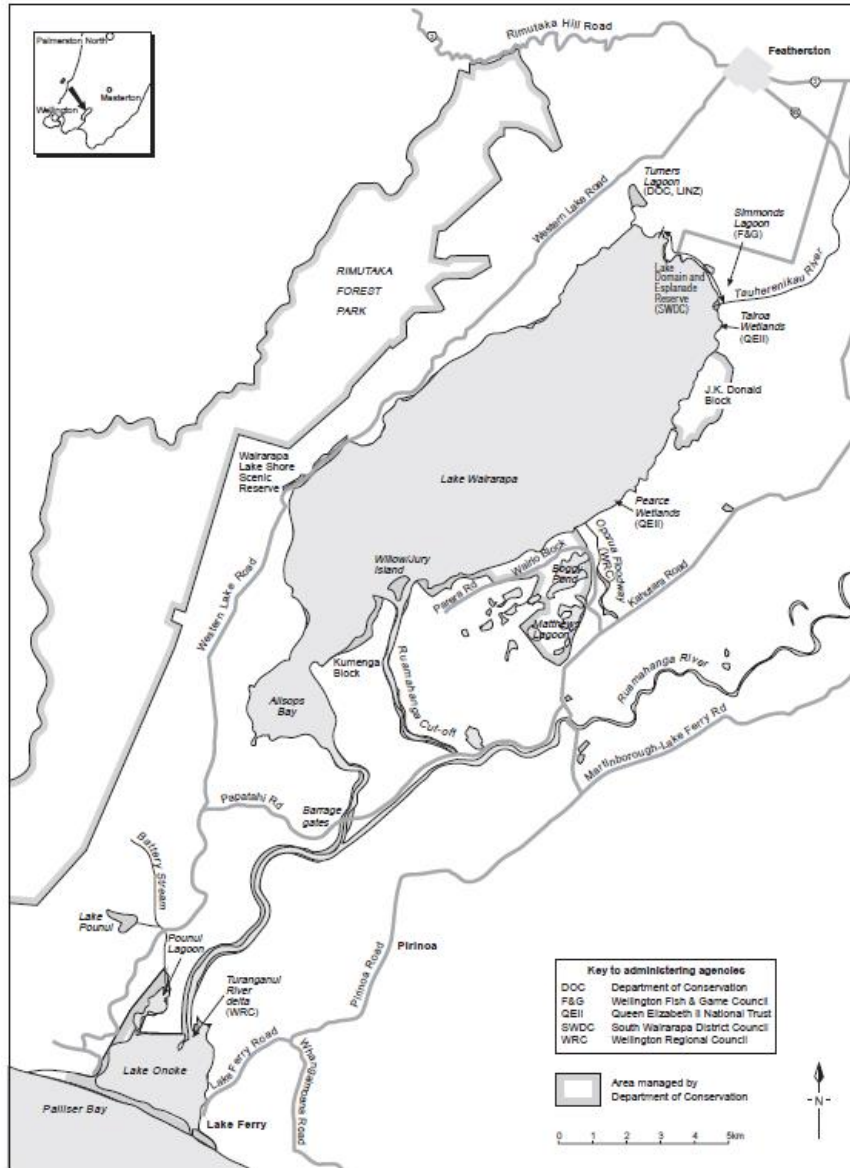 Palmerston North
Masterton
Wellington
Rimutaka Hill Road
2
Featherston
2
53
Western Lake Road
Turners
Lagoon
(DOC, LINZ)
Simmonds
Lagoon
(F&G)
RIMUTAKA
FOREST
PARK
Lake
Domain and
Esplanade
Reserve
(SWDC)
Tauherenikau River
Tairoa
Wetlands
(QEII)
J.K. Donald
Block
Wairarapa
Lake Shore
Scenic
Reserve
Lake Wairarapa
Pearce
Wetlands
(QEII)
Oporua Floodway
(WRC)
Willow/Jury
Island
Wairio Block
Boggy
Pond
Parera Rd
Kahutara Road
Western Lake Road
Matthews
Lagoon
Kumenga
Block
Ruamahanga Cut-off
Ruamahanga River
Allsops
Bay
Martinborough-Lake Ferry Rd
Papatahi Rd
Barrage
gates
Battery Stream
Lake
Pounui
Pounui
Lagoon
Pirinoa
Pirinoa Road
Turanganui
River
delta
(WRC)
Lake Onoke
Lake Ferry Road
Whangaimoana Road
Palliser Bay
Lake Ferry
Key to administering agencies
DOC Department of Conservation
F&G Wellington Fish & Game Council
QEII Queen Elizabeth II National Trust
SWDC South Wairarapa District Council
WRC Wellington Regional Council
Area managed by
Department of Conservation
N
0 1 2 3 4 5km